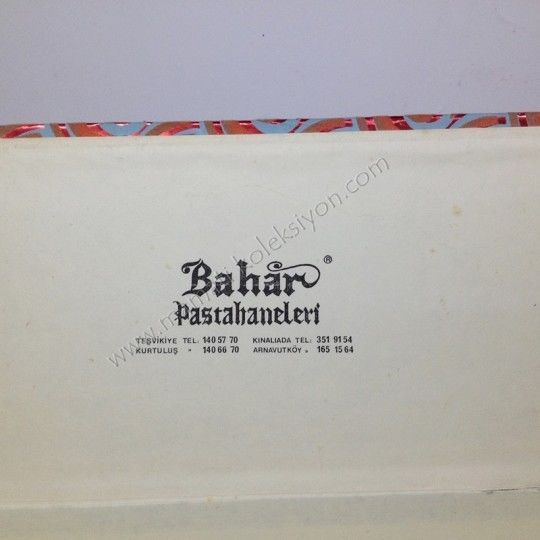 Bahar ®
Pastahaneleri
TEŞVİKİYE TEL: 140 57 70 KINALIADA TEL: 351 91 54
KURTULUŞ " 140 66 70 ARNAVUTKÖY " 165 15 64